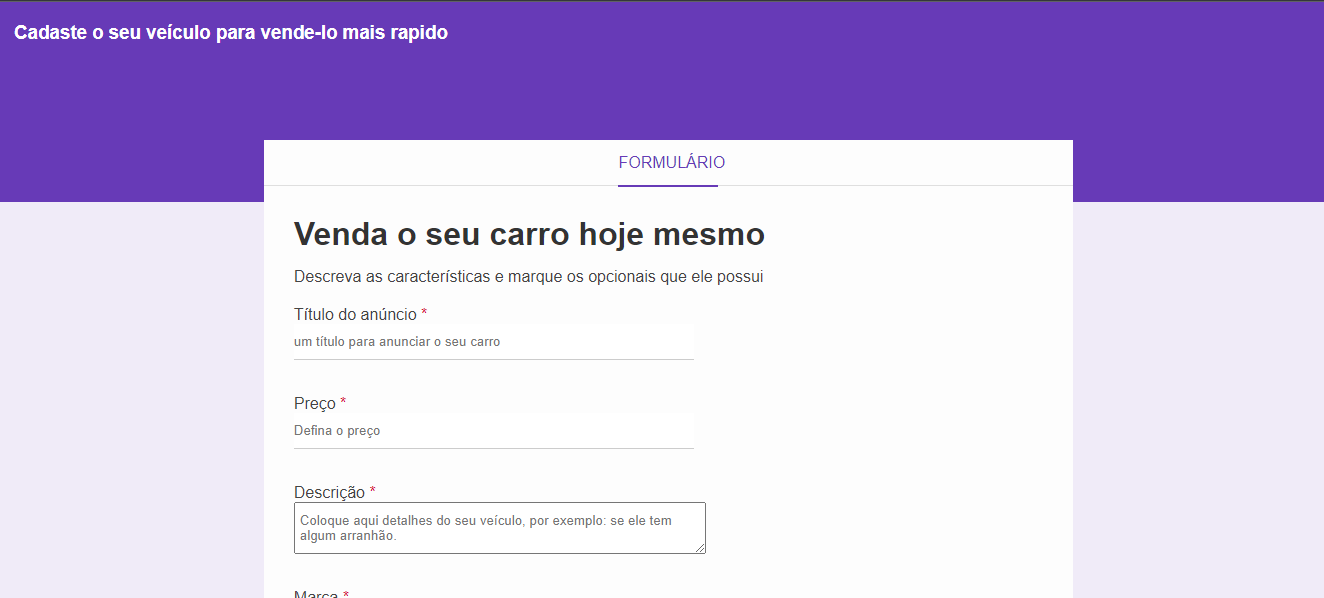 Cadaste o seu veículo para vende-lo mais rapido
FORMULÁRIO
Venda o seu carro hoje mesmo
Descreva as características e marque os opcionais que ele possui
Título do anúncio *
um título para anunciar o seu carro
Preço *
Defina o preço
Descrição *
Coloque aqui detalhes do seu veículo, por exemplo: se ele tem
algum arranhão.
Marca *